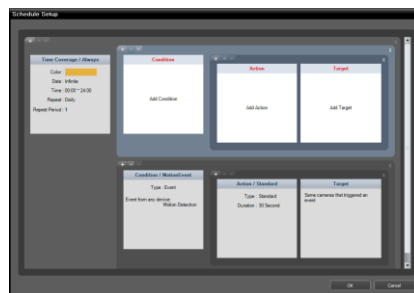 Schedule Setup
Time Coverage / Always
Color :
Date : Infinite
Time : 00:00 ~ 24:00
Repeat : Daily
Repeat Period : 1
Condition
Add Condition
Action
Add Action
Target
Add Target
Condition / MotionEvent
Type : Event
Event from any device:
Motion Detection
Action / Standard
Type : Standard
Duration : 30 Second
Target
Same cameras that triggered an
event
OK
Cancel